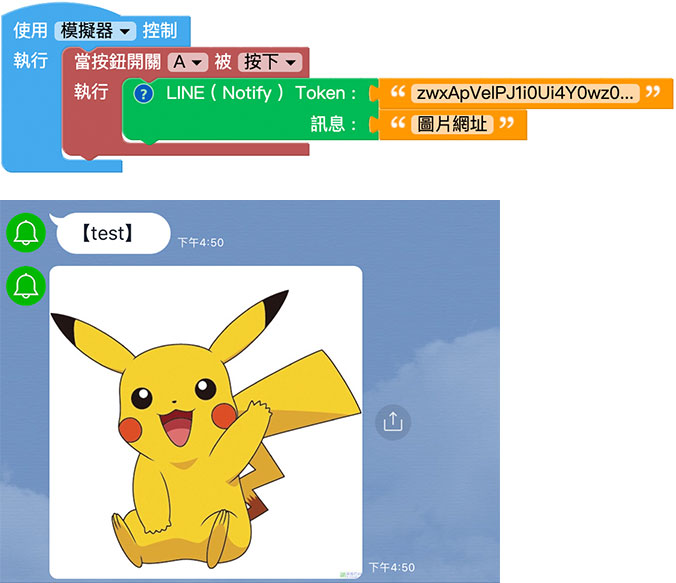 使用 模擬器 控制
執行 當按鈕開關 A 被 按下
執行 ? LINE ( Notify ) Token : “ zwxApVelPJ1i0Ui4Y0wz0... ”
訊息 : “ 圖片網址 ”
【test】
下午4:50
下午4:50